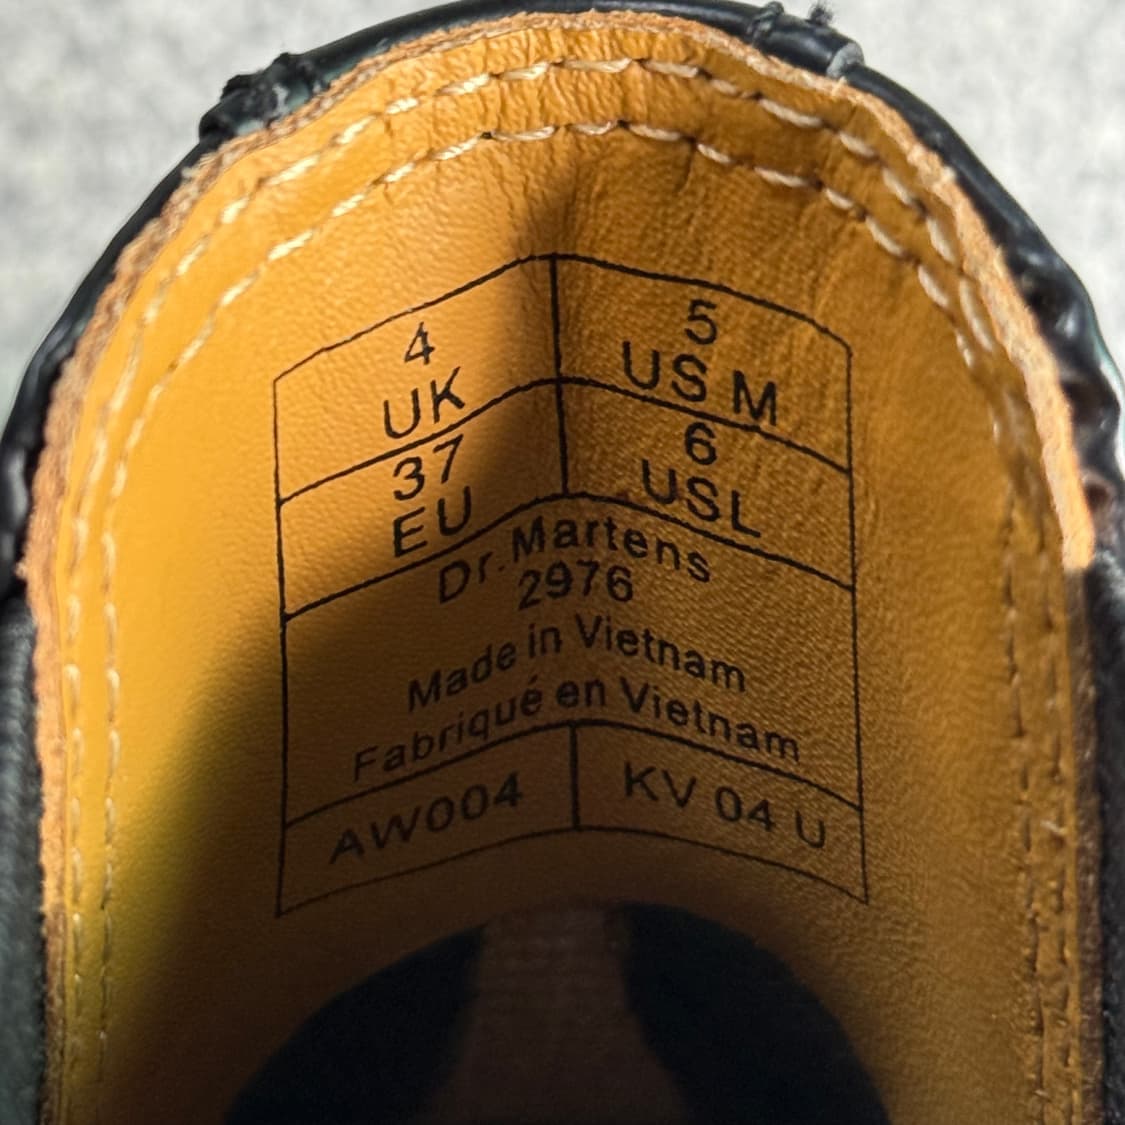 4
UK
5
US M
37
EU
6
USL
Dr. Martens
2976
Made in Vietnam
Fabriqué en Vietnam
AW004
KV 04 U